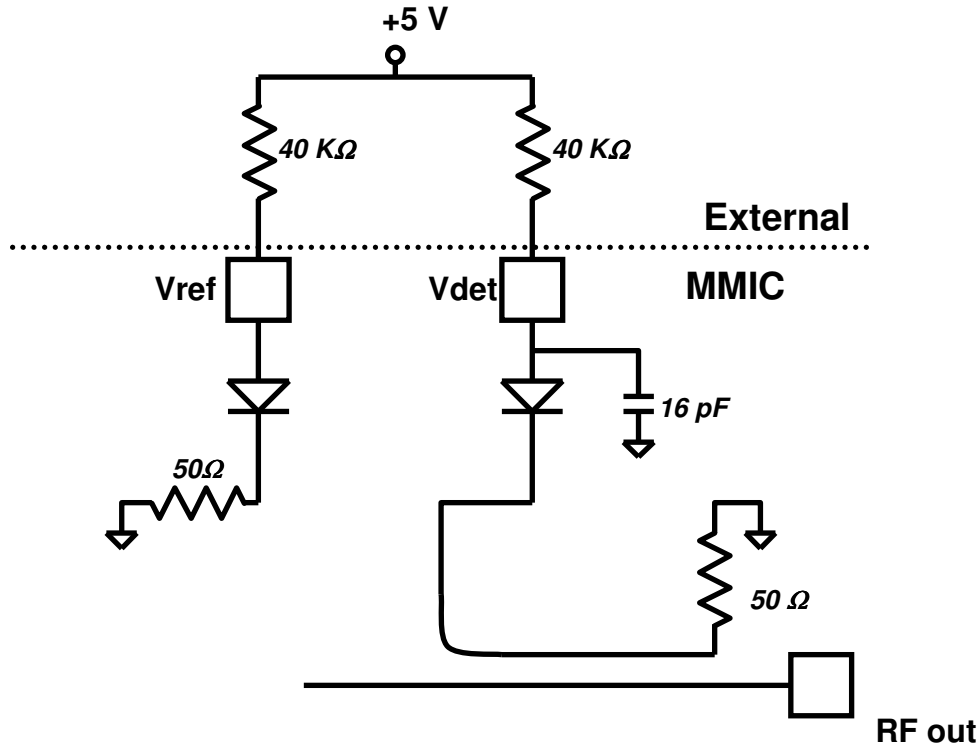 +5 V
40 KΩ
40 KΩ
External
Vref
Vdet
MMIC
16 pF
50Ω
50 Ω
RF out